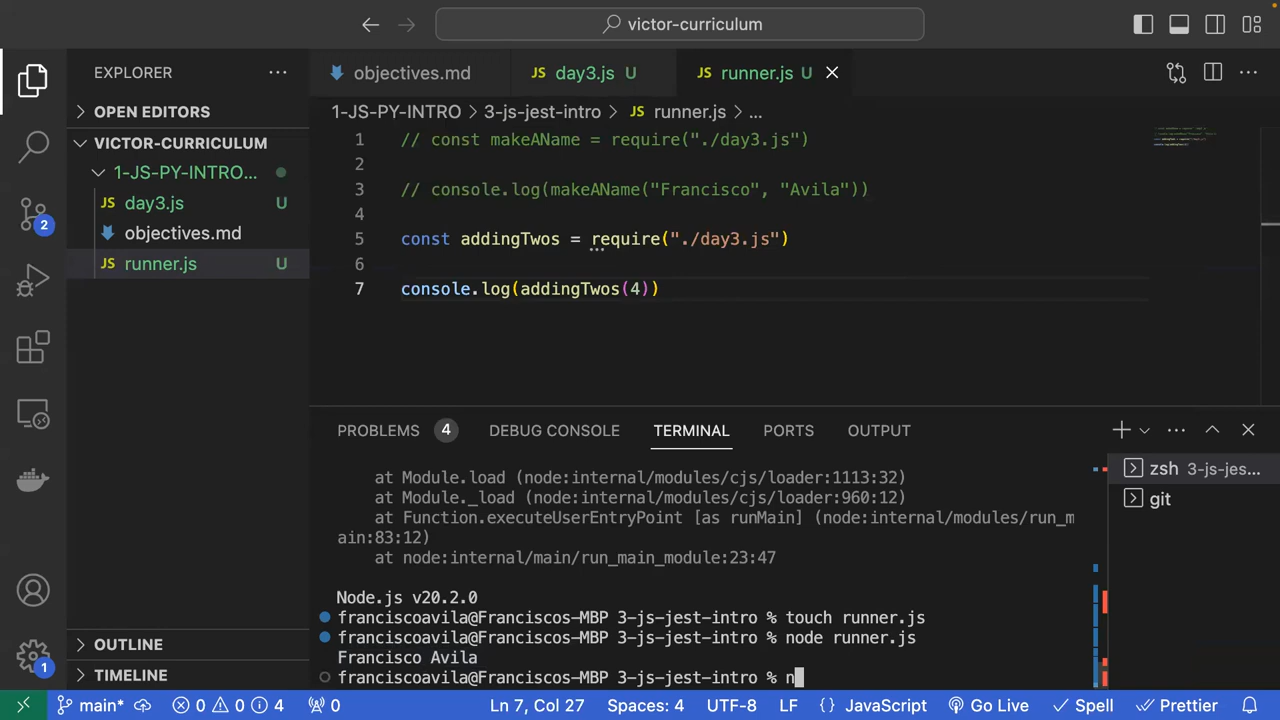 victor-curriculum
EXPLORER
objectives.md
day3.js U
runner.js U
OPEN EDITORS
1-JS-PY-INTRO > 3-js-jest-intro > JS runner.js > ...
VICTOR-CURRICULUM
1-JS-PY-INTRO...
JS day3.js U
objectives.md
JS runner.js U
1 // const makeAName = require("./day3.js")
2
3 // console.log(makeAName("Francisco", "Avila"))
4
5 const addingTwos = require("./day3.js")
6
7 console.log(addingTwos(4))
2
PROBLEMS 4 DEBUG CONSOLE TERMINAL PORTS OUTPUT
at Module.load (node:internal/modules/cjs/loader:1113:32)
at Module._load (node:internal/modules/cjs/loader:960:12)
at Function.executeUserEntryPoint [as runMain] (node:internal/modules/run_m
ain:83:12)
at node:internal/main/run_main_module:23:47
Node.js v20.2.0
franciscoavila@Franciscos-MBP 3-js-jest-intro % touch runner.js
franciscoavila@Franciscos-MBP 3-js-jest-intro % node runner.js
Francisco Avila
franciscoavila@Franciscos-MBP 3-js-jest-intro % n
zsh 3-js-jes...
git
OUTLINE
TIMELINE
1
main* 0 0 4 0 Ln 7, Col 27 Spaces: 4 UTF-8 LF {} JavaScript Go Live Spell Prettier